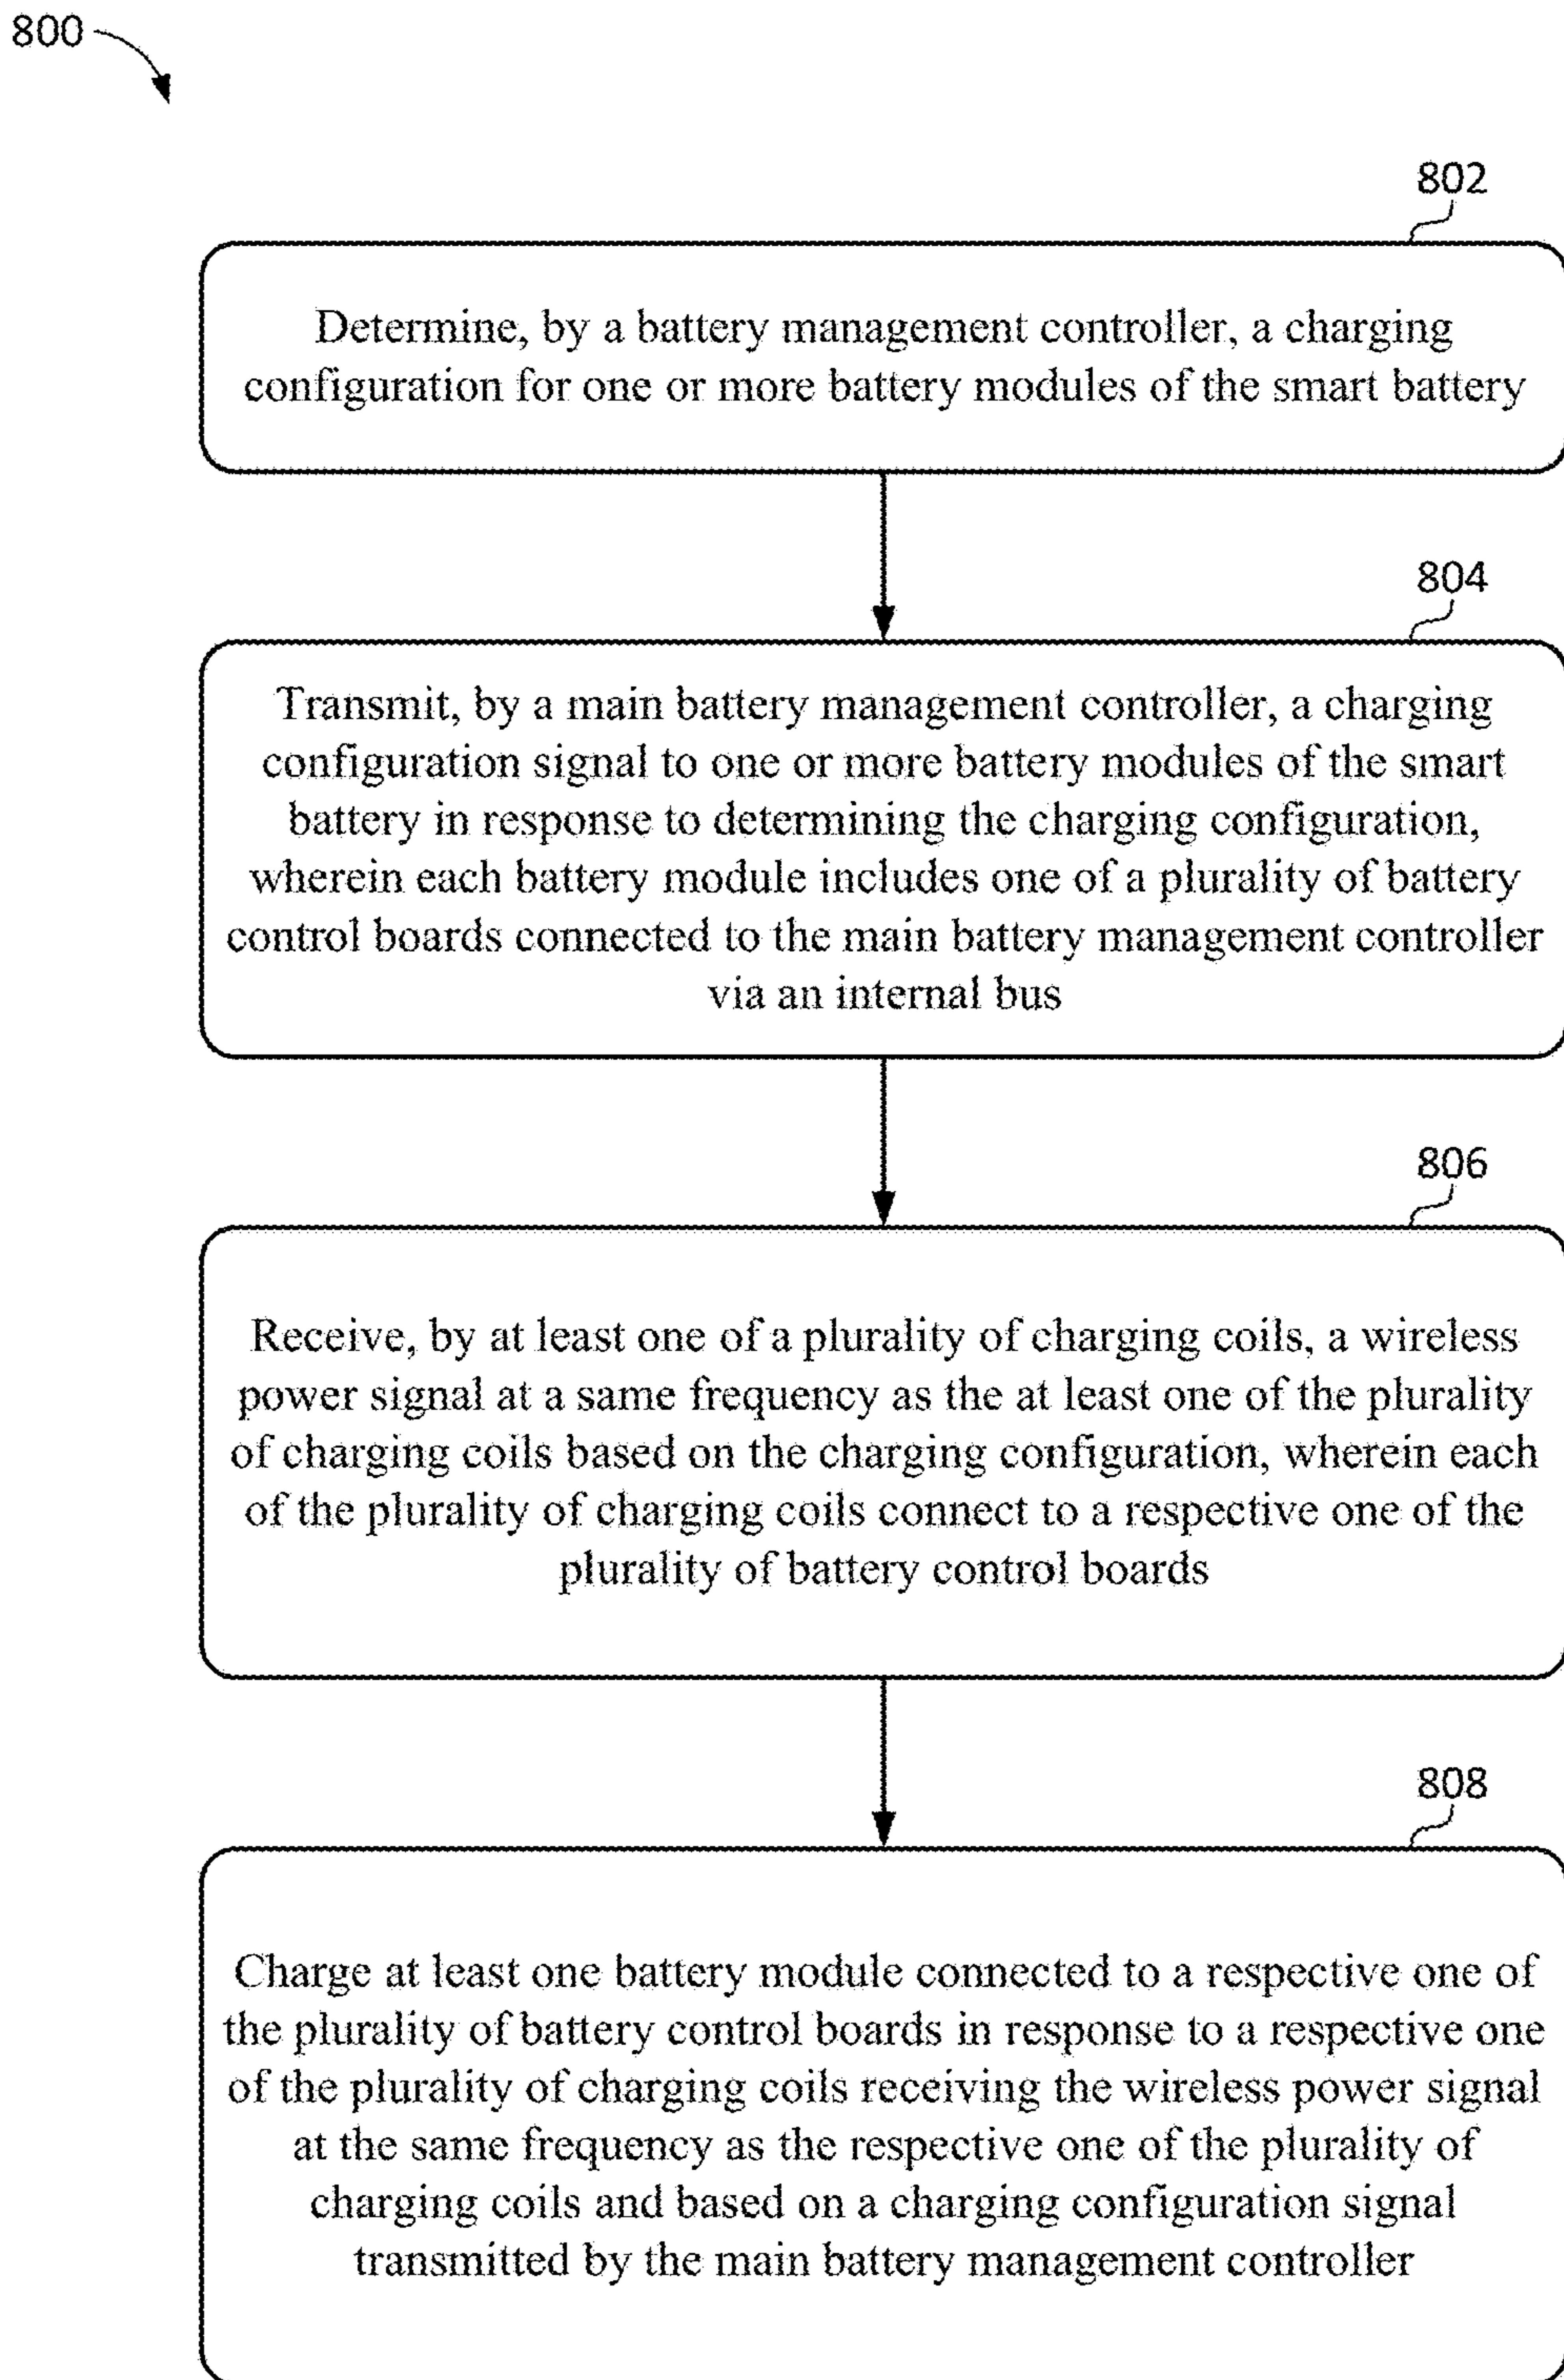 800
802
Determine, by a battery management controller, a charging
configuration for one or more battery modules of the smart battery
804
Transmit, by a main battery management controller, a charging
configuration signal to one or more battery modules of the smart
battery in response to determining the charging configuration,
wherein each battery module includes one of a plurality of battery
control boards connected to the main battery management controller
via an internal bus
806
Receive, by at least one of a plurality of charging coils, a wireless
power signal at a same frequency as the at least one of the plurality
of charging coils based on the charging configuration, wherein each
of the plurality of charging coils connect to a respective one of the
plurality of battery control boards
808
Charge at least one battery module connected to a respective one of
the plurality of battery control boards in response to a respective one
of the plurality of charging coils receiving the wireless power signal
at the same frequency as the respective one of the plurality of
charging coils and based on a charging configuration signal
transmitted by the main battery management controller